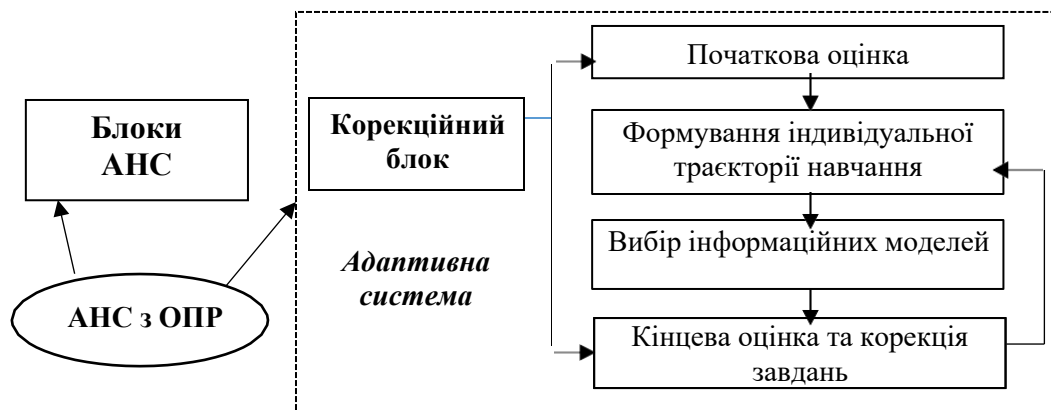 Блоки
АНС
АНС з ОПР
Корекційний
блок
Адаптивна
система
Початкова оцінка
Формування індивідуальної
траєкторії навчання
Вибір інформаційних моделей
Кінцева оцінка та корекція
завдань